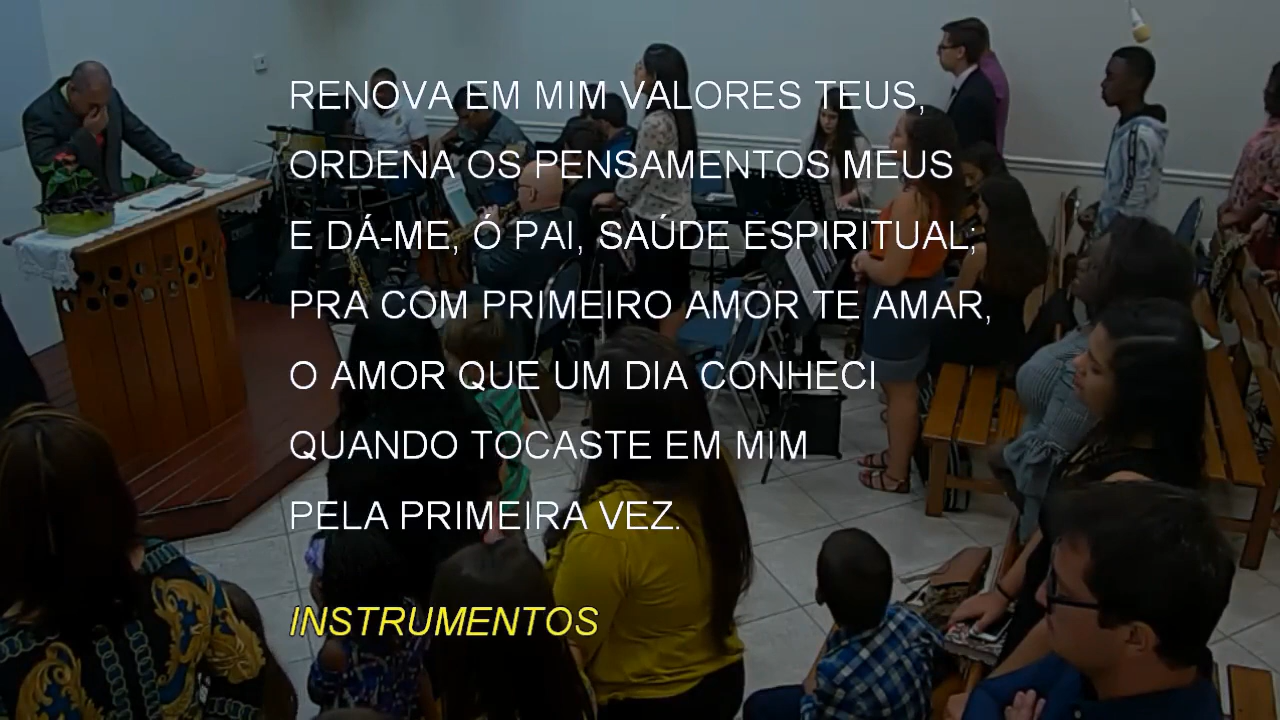 RENOVA EM MIM VALORES TEUS,
ORDENA OS PENSAMENTOS MEUS
E DÁ-ME, Ó PAI, SAÚDE ESPIRITUAL;
PRA COM PRIMEIRO AMOR TE AMAR,
O AMOR QUE UM DIA CONHECI
QUANDO TOCASTE EM MIM
PELA PRIMEIRA VEZ.
INSTRUMENTOS